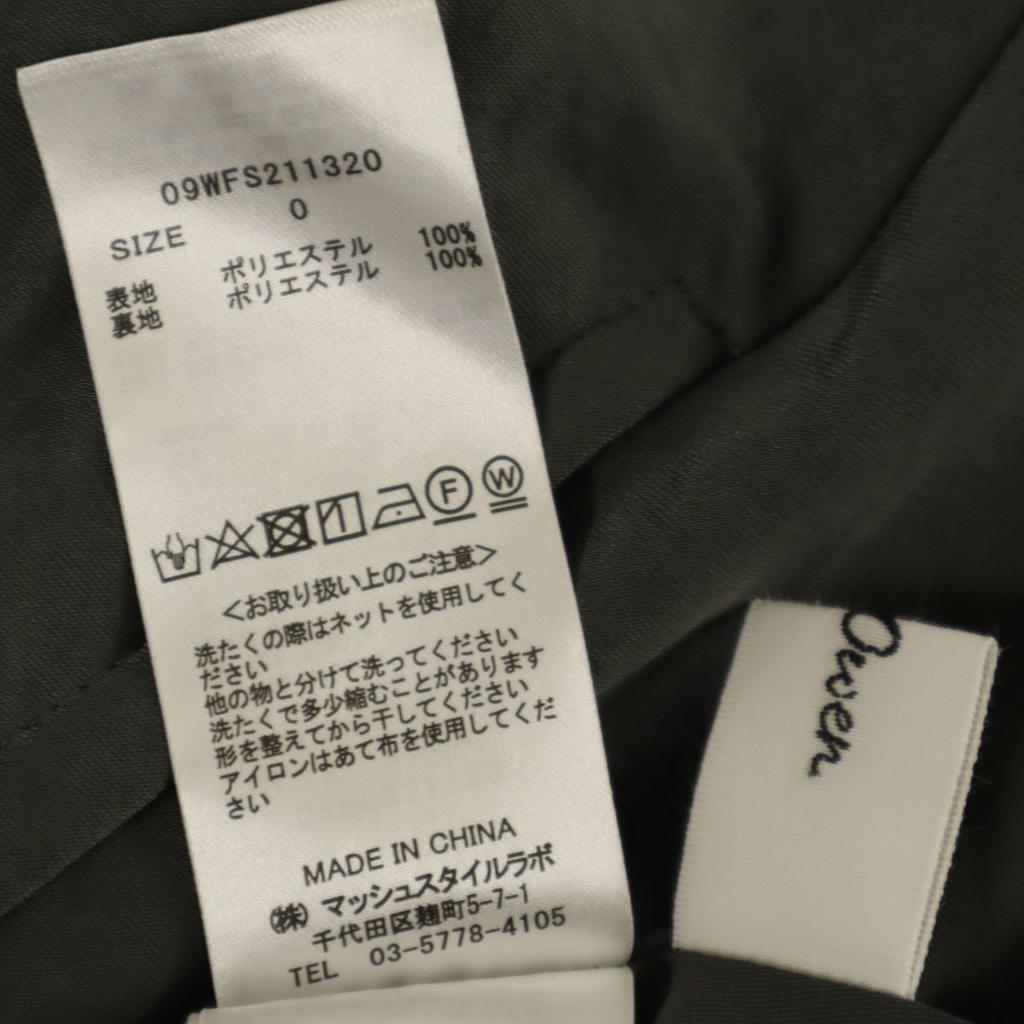 09WFS211320
SIZE 0
表地 ポリエステル 100%
裏地 ポリエステル 100%
F W
<お取り扱い上のご注意>
洗たくの際はネットを使用してく
ださい
他の物と分けて洗ってください
洗たくで多少縮むことがあります
形を整えてから干してください
アイロンはあて布を使用してくだ
さい
MADE IN CHINA
(株) マッシュスタイルラボ
千代田区麹町5-7-1
TEL 03-5778-4105
Owen